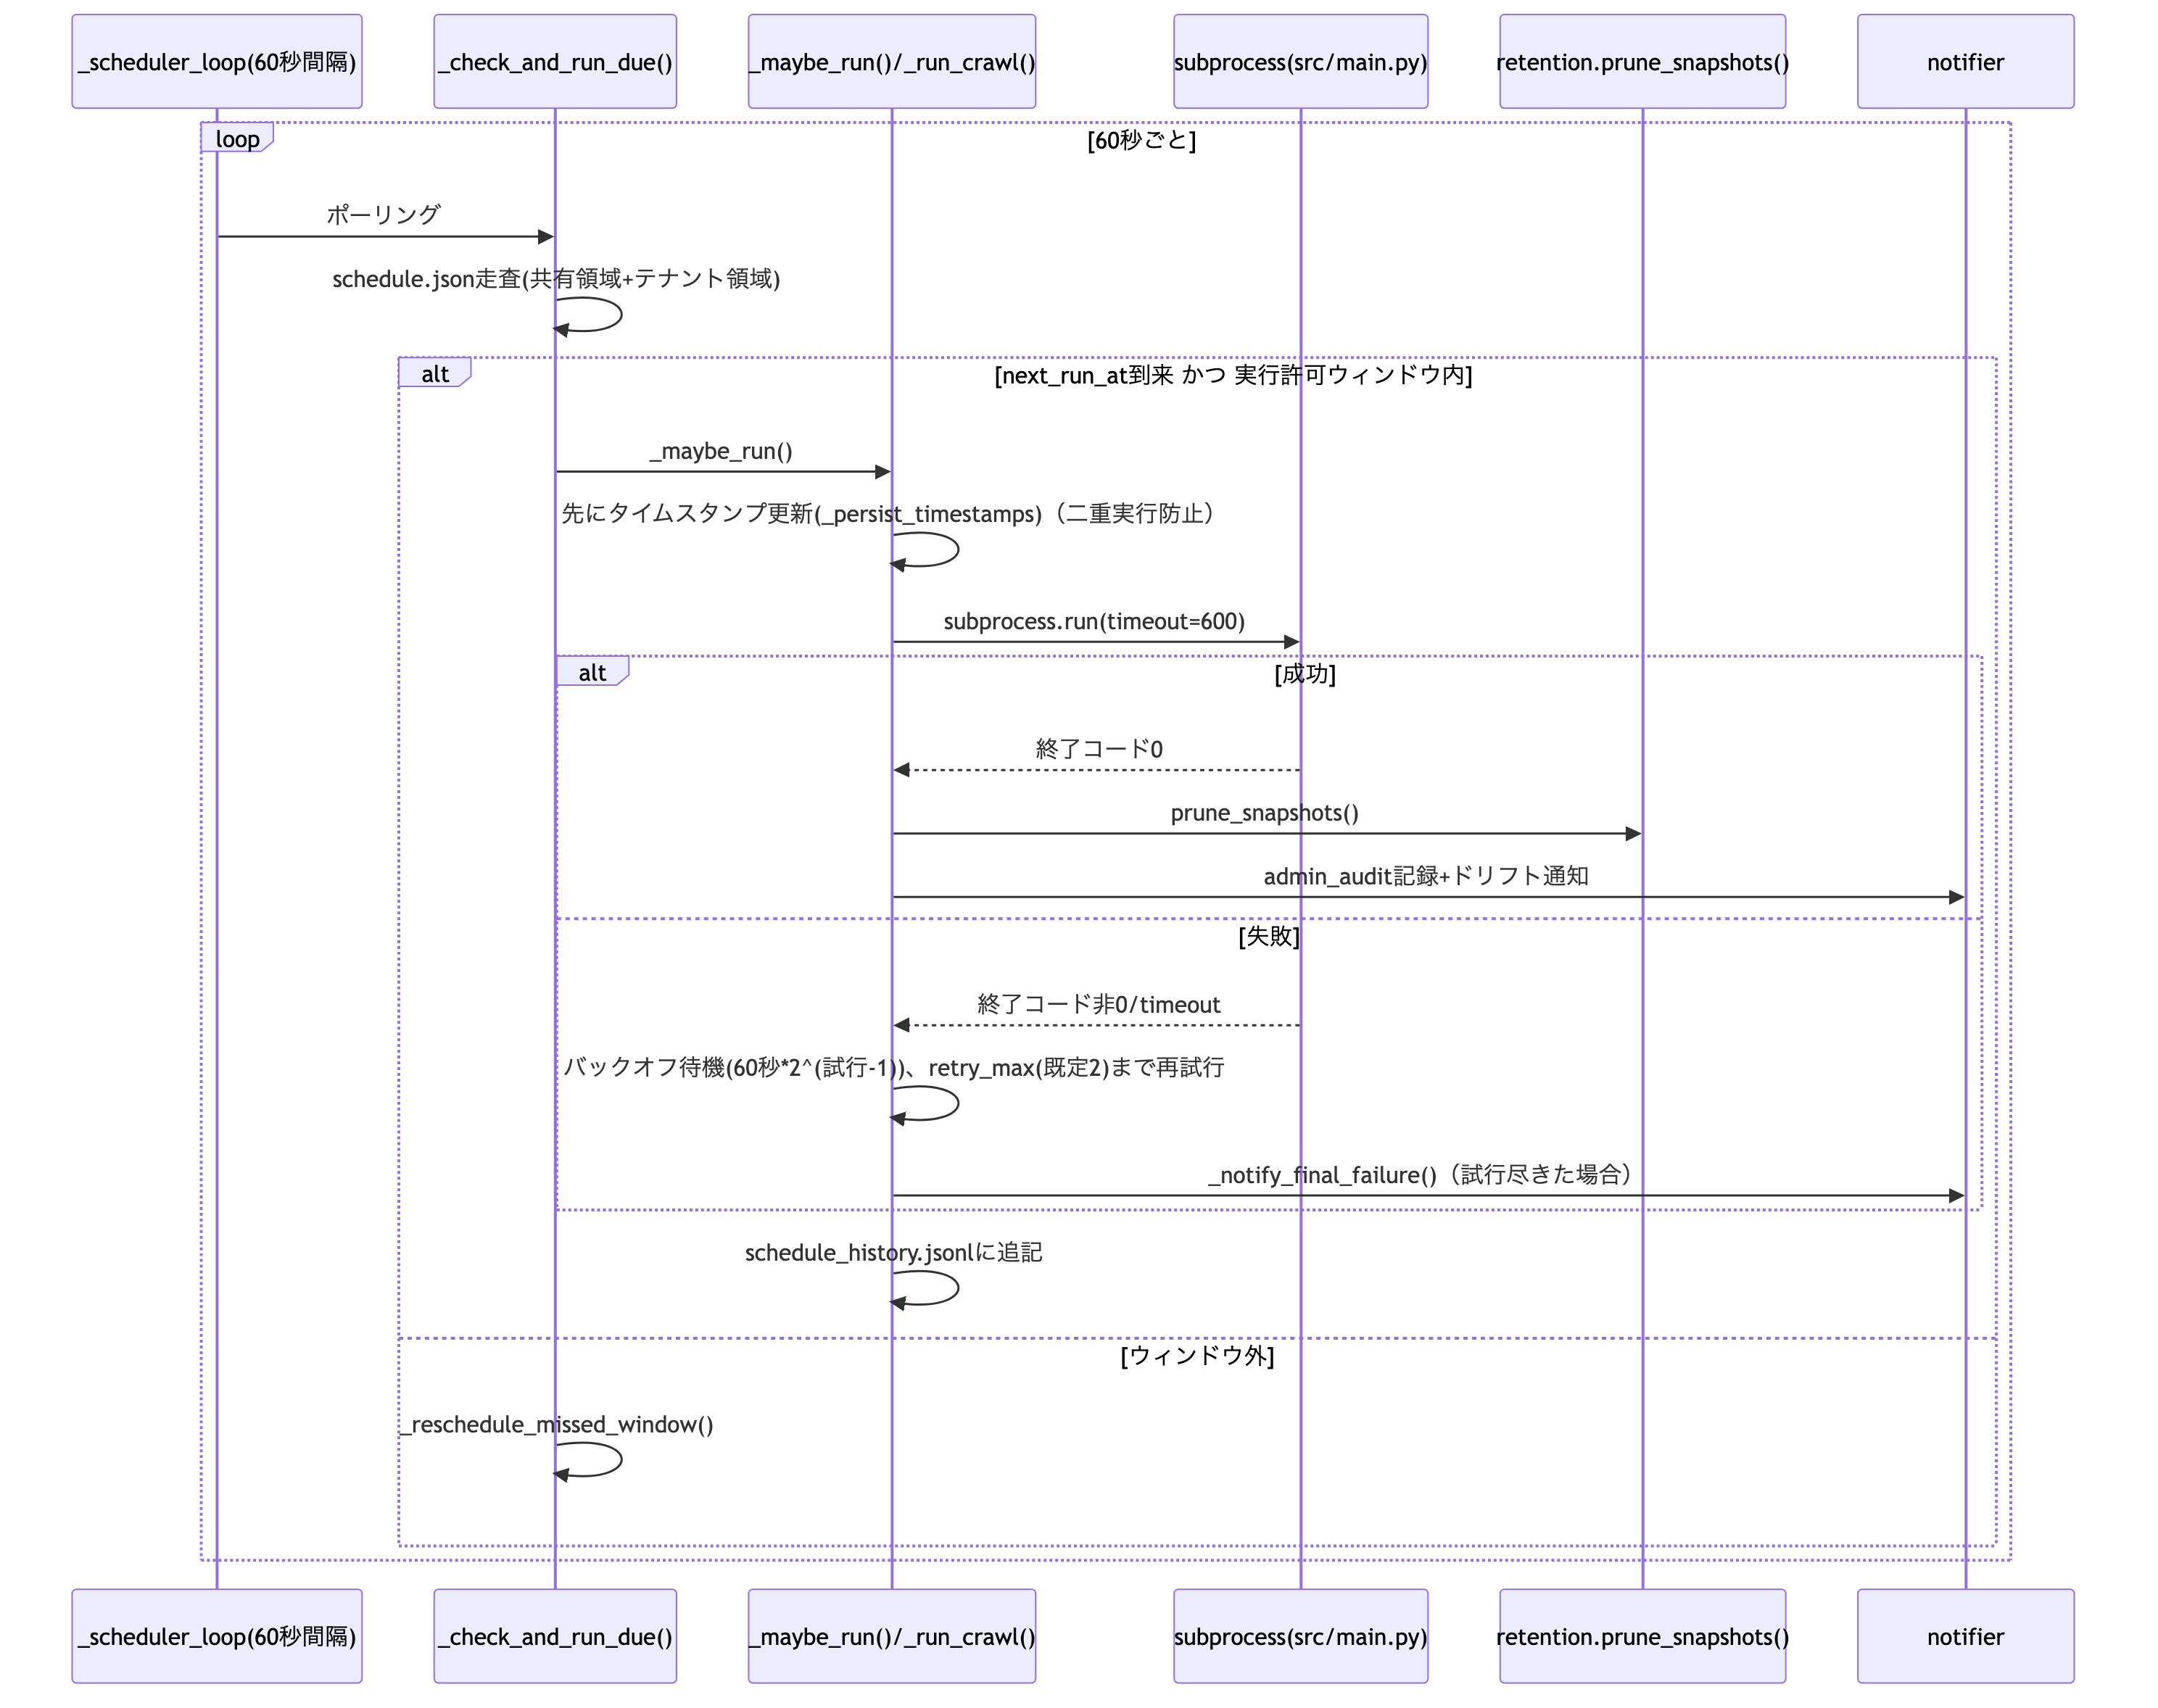 _scheduler_loop(60秒間隔)
_check_and_run_due()
_maybe_run()/_run_crawl()
subprocess(src/main.py)
retention.prune_snapshots()
notifier
loop
[60秒ごと]
ポーリング
schedule.json走査(共有領域+テナント領域)
alt
[next_run_at到来 かつ 実行許可ウィンドウ内]
_maybe_run()
先にタイムスタンプ更新(_persist_timestamps)（二重実行防止）
subprocess.run(timeout=600)
alt
[成功]
終了コード0
prune_snapshots()
admin_audit記録+ドリフト通知
[失敗]
終了コード非0/timeout
バックオフ待機(60秒*2^(試行-1))、retry_max(既定2)まで再試行
_notify_final_failure()（試行尽きた場合）
schedule_history.jsonlに追記
[ウィンドウ外]
_reschedule_missed_window()
_scheduler_loop(60秒間隔)
_check_and_run_due()
_maybe_run()/_run_crawl()
subprocess(src/main.py)
retention.prune_snapshots()
notifier